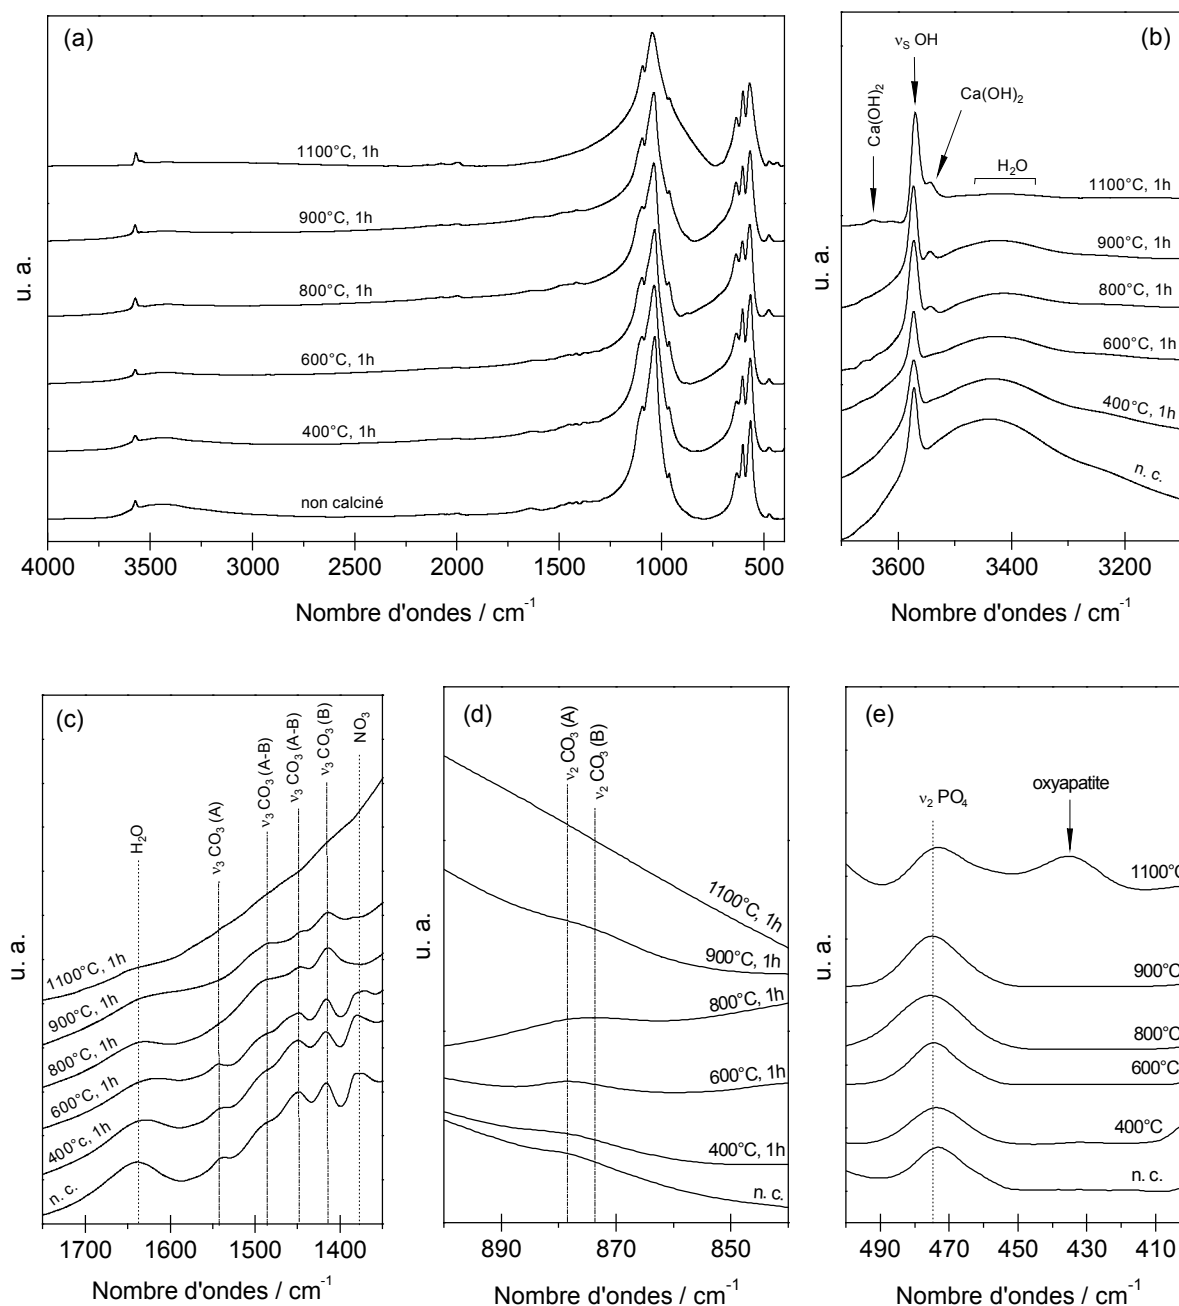 (a)
1100°C, 1h
900°C, 1h
800°C, 1h
600°C, 1h
400°C, 1h
non calciné
u. a.
4000 3500 3000 2500 2000 1500 1000 500
Nombre d'ondes / cm⁻¹
(b)
νS OH
Ca(OH)₂
Ca(OH)₂
H₂O
1100°C, 1h
900°C, 1h
800°C, 1h
600°C, 1h
400°C, 1h
n. c.
u. a.
3600 3400 3200
Nombre d'ondes / cm⁻¹
(c)
H₂O
ν₃ CO₃ (A)
ν₃ CO₃ (A-B)
ν₃ CO₃ (A-B)
ν₃ CO₃ (B)
NO₃
1100°C, 1h
900°C, 1h
800°C, 1h
600°C, 1h
400°c, 1h
n. c.
u. a.
1700 1600 1500 1400
Nombre d'ondes / cm⁻¹
(d)
ν₂ CO₃ (A)
ν₂ CO₃ (B)
1100°C, 1h
900°C, 1h
800°C, 1h
600°C, 1h
400°C, 1h
n. c.
u. a.
890 870 850
Nombre d'ondes / cm⁻¹
(e)
ν₂ PO₄
oxyapatite
1100°C
900°C
800°C
600°C
400°C
n. c.
u. a.
490 470 450 430 410
Nombre d'ondes / cm⁻¹